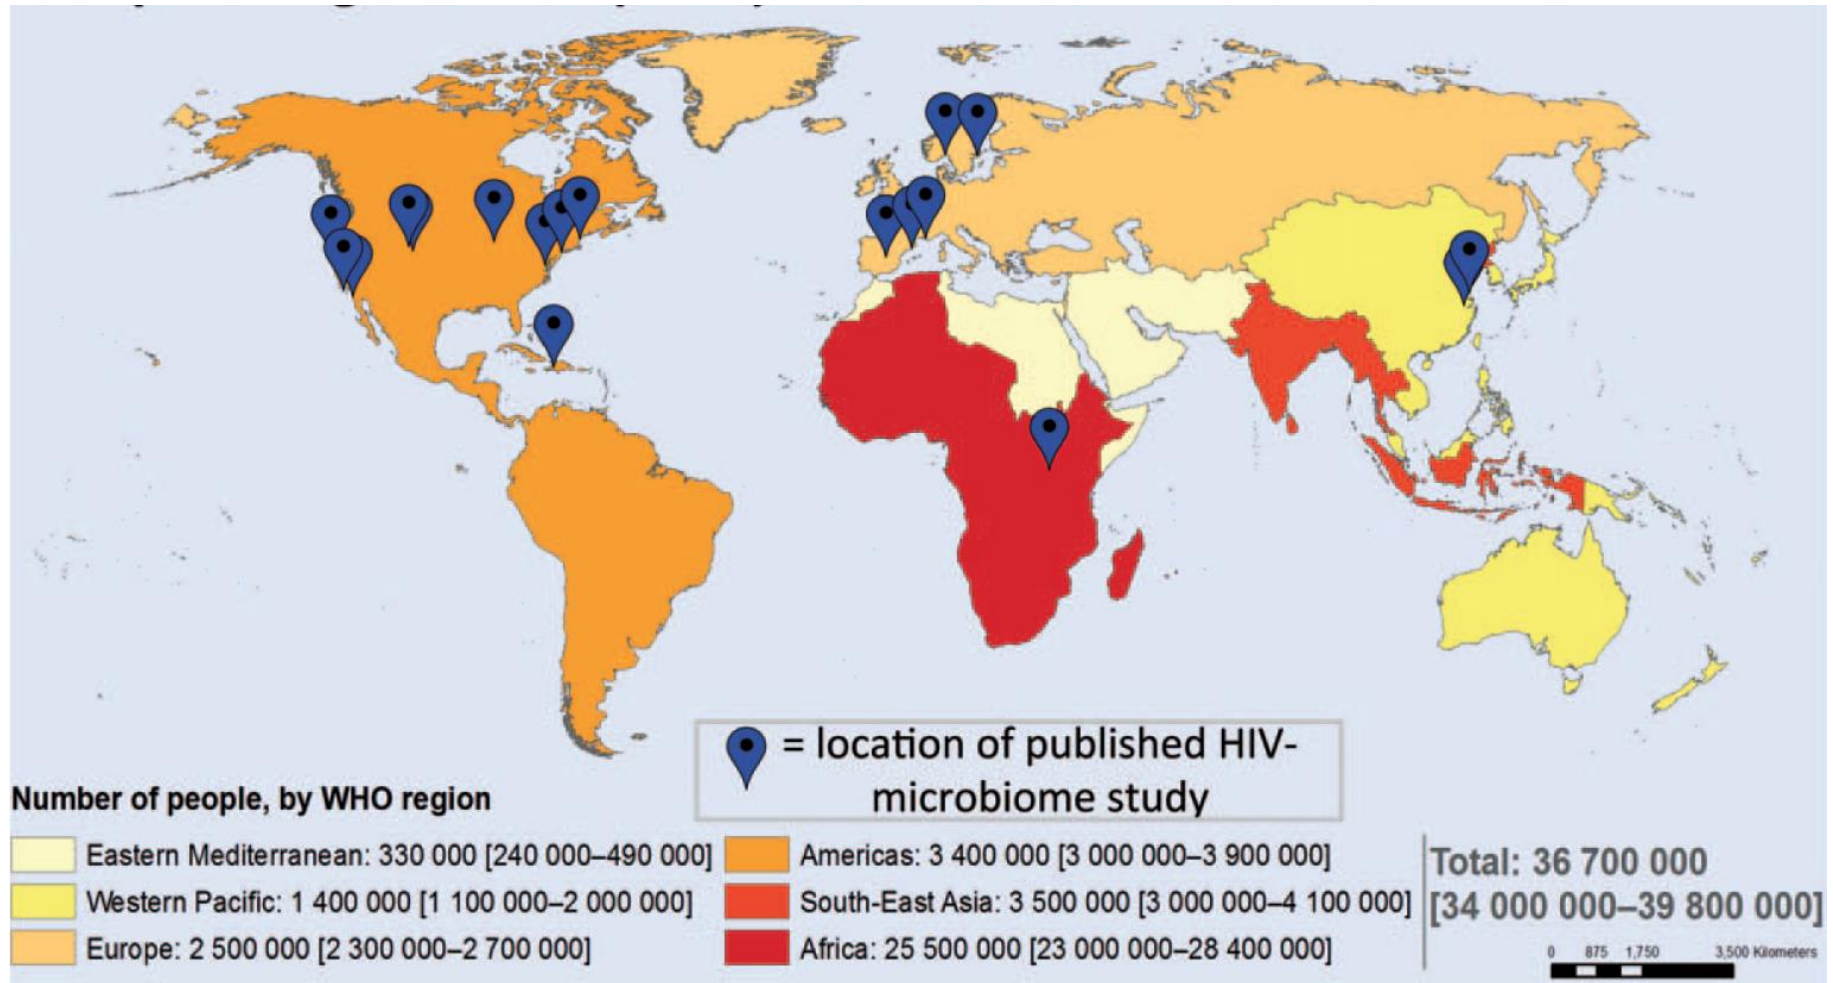 = location of published HIV-
microbiome study
Number of people, by WHO region
Eastern Mediterranean: 330 000 [240 000–490 000]
Western Pacific: 1 400 000 [1 100 000–2 000 000]
Europe: 2 500 000 [2 300 000–2 700 000]
Americas: 3 400 000 [3 000 000–3 900 000]
South-East Asia: 3 500 000 [3 000 000–4 100 000]
Africa: 25 500 000 [23 000 000–28 400 000]
Total: 36 700 000
[34 000 000–39 800 000]
0 875 1,750 3,500 Kilometers